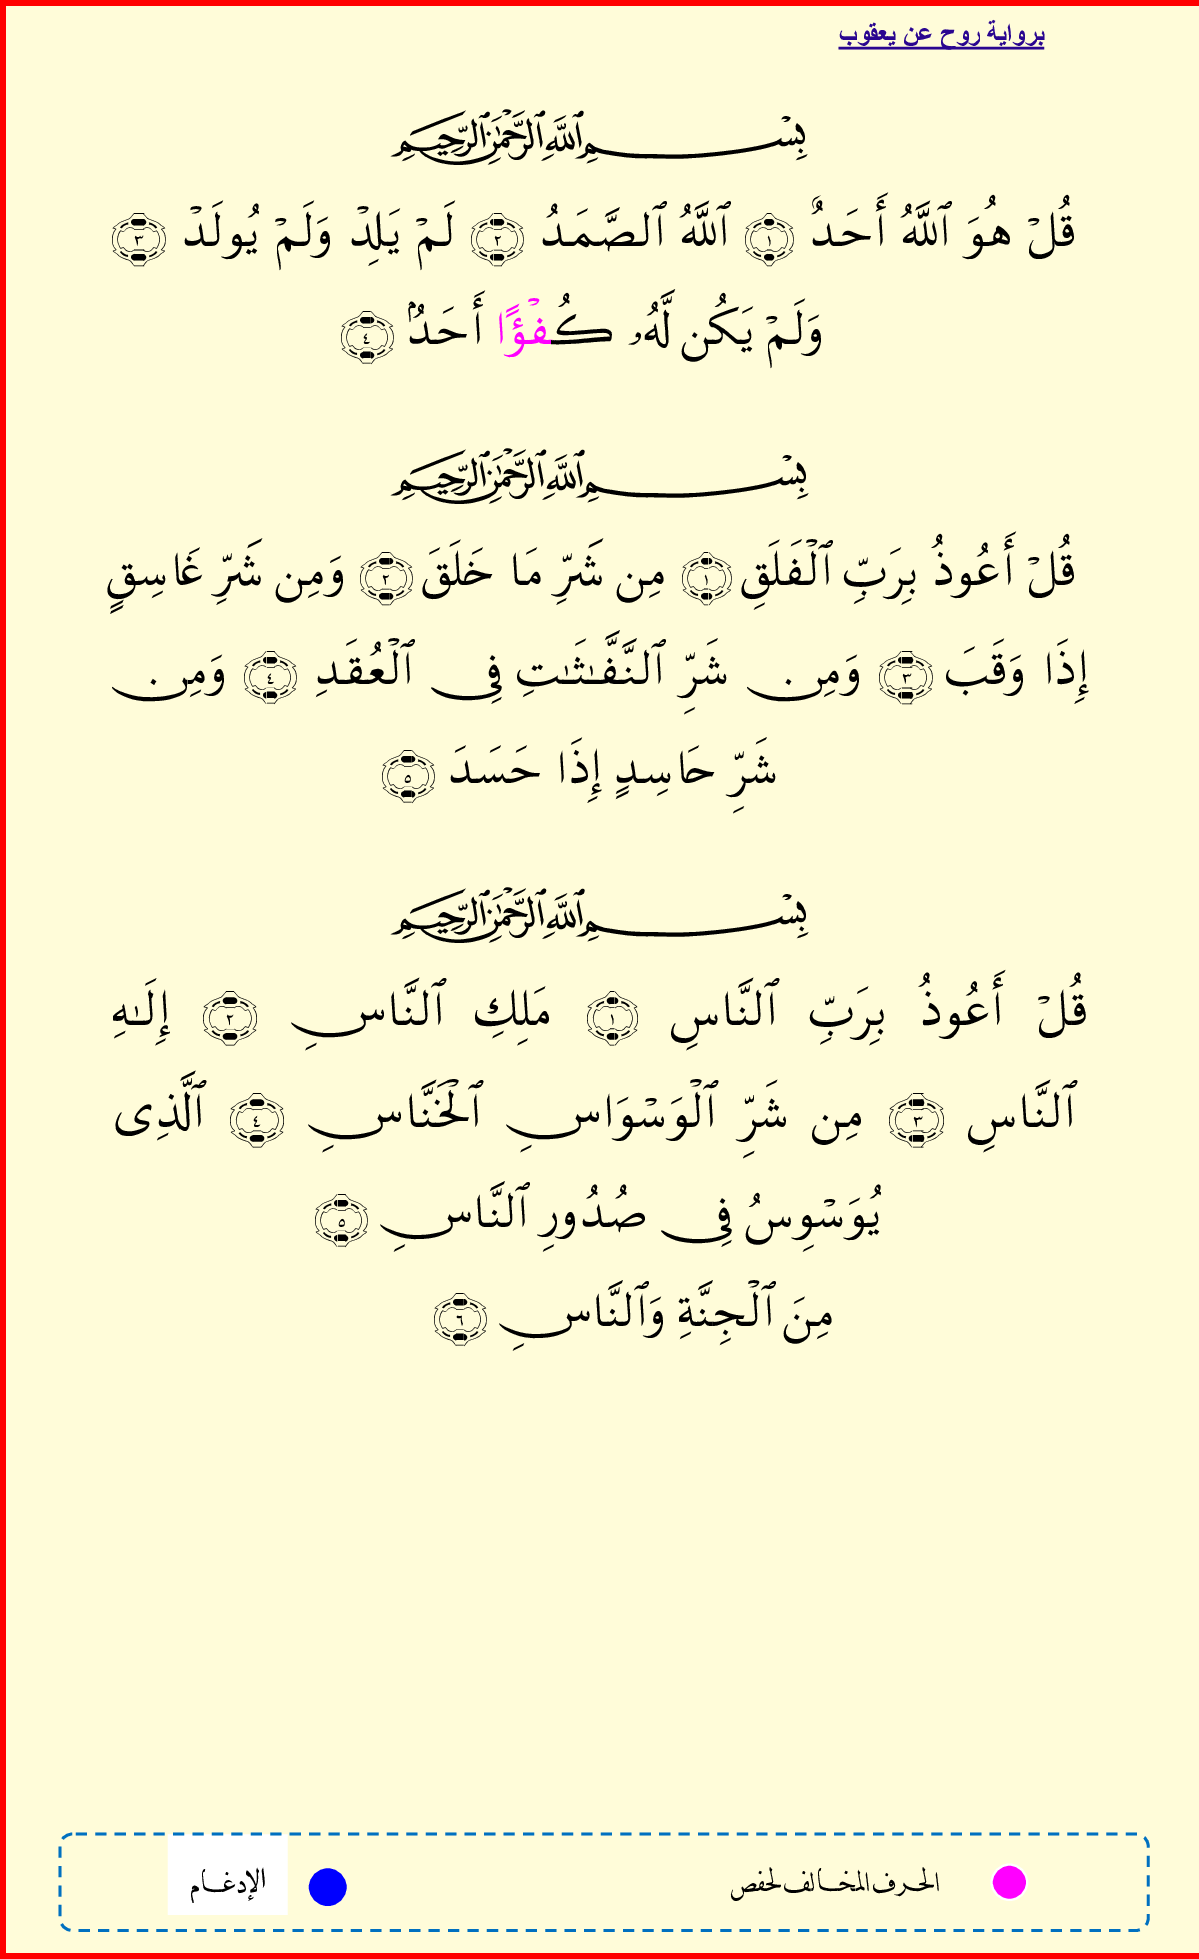 برواية روح عن يعقوب
بِسْمِ ٱللَّهِ ٱلرَّحْمَٰنِ ٱلرَّحِيمِ
قُلْ هُوَ ٱللَّهُ أَحَدٌ ١ ٱللَّهُ ٱلصَّمَدُ ٢ لَمْ يَلِدْ وَلَمْ يُولَدْ ٣
وَلَمْ يَكُن لَّهُۥ كُفْؤًا أَحَدٌۢ ٤
بِسْمِ ٱللَّهِ ٱلرَّحْمَٰنِ ٱلرَّحِيمِ
قُلْ أَعُوذُ بِرَبِّ ٱلْفَلَقِ ١ مِن شَرِّ مَا خَلَقَ ٢ وَمِن شَرِّ غَاسِقٍ
إِذَا وَقَبَ ٣ وَمِن شَرِّ ٱلنَّفَّٰثَٰتِ فِى ٱلْعُقَدِ ٤ وَمِن
شَرِّ حَاسِدٍ إِذَا حَسَدَ ٥
بِسْمِ ٱللَّهِ ٱلرَّحْمَٰنِ ٱلرَّحِيمِ
قُلْ أَعُوذُ بِرَبِّ ٱلنَّاسِ ١ مَلِكِ ٱلنَّاسِ ٢ إِلَٰهِ
ٱلنَّاسِ ٣ مِن شَرِّ ٱلْوَسْوَاسِ ٱلْخَنَّاسِ ٤ ٱلَّذِى
يُوَسْوِسُ فِى صُدُورِ ٱلنَّاسِ ٥
مِنَ ٱلْجِنَّةِ وَٱلنَّاسِ ٦
الحرف المخالف لحفص الإدغام